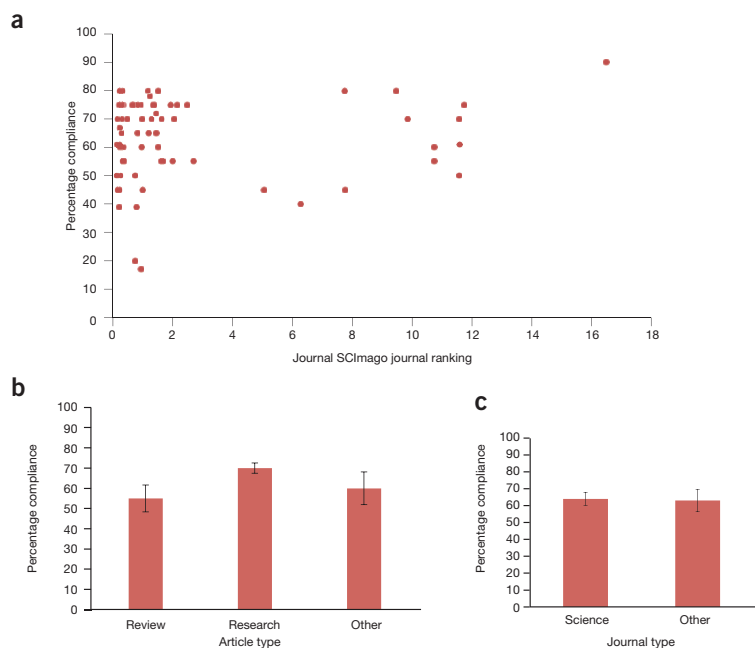 a
100
90
80
70
60
50
40
30
20
10
0
Percentage compliance
0 2 4 6 8 10 12 14 16 18
Journal SCImago journal ranking
b
100
90
80
70
60
50
40
30
20
10
0
Percentage compliance
Review Research Other
Article type
c
100
90
80
70
60
50
40
30
20
10
0
Percentage compliance
Science Other
Journal type